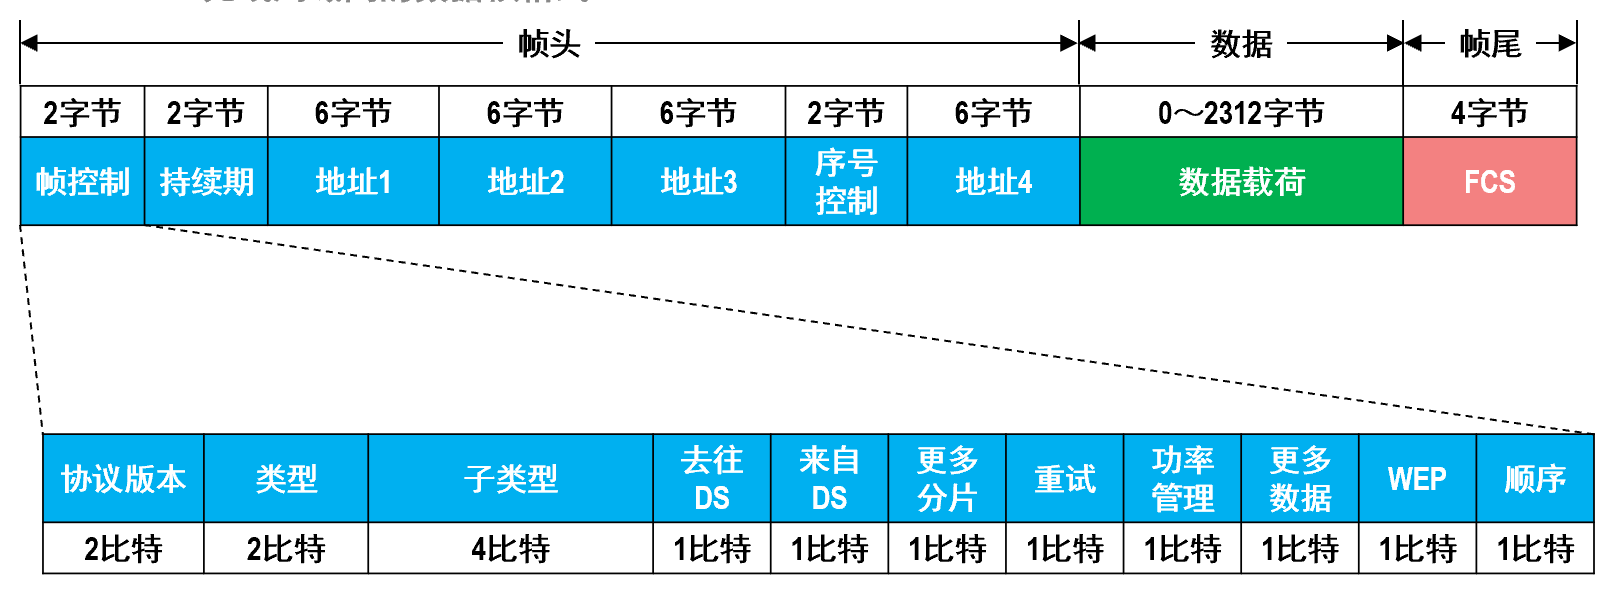 帧头 数据 帧尾
2字节 2字节 6字节 6字节 6字节 2字节 6字节 0～2312字节 4字节
帧控制 持续期 地址1 地址2 地址3 序号控制 地址4 数据载荷 FCS
协议版本 类型 子类型 去往DS 来自DS 更多分片 重试 功率管理 更多数据 WEP 顺序
2比特 2比特 4比特 1比特 1比特 1比特 1比特 1比特 1比特 1比特 1比特